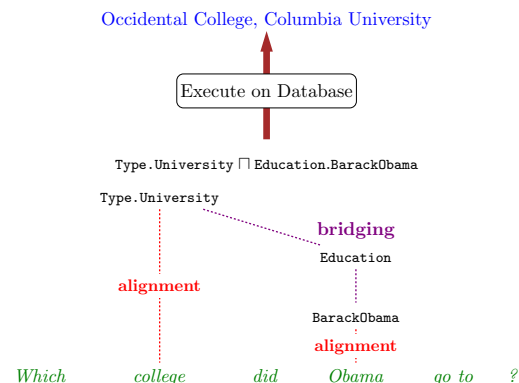 Occidental College, Columbia University
Execute on Database
Type.University ⊓ Education.BarackObama
Type.University
bridging
Education
alignment
BarackObama
alignment
Which college did Obama go to ?